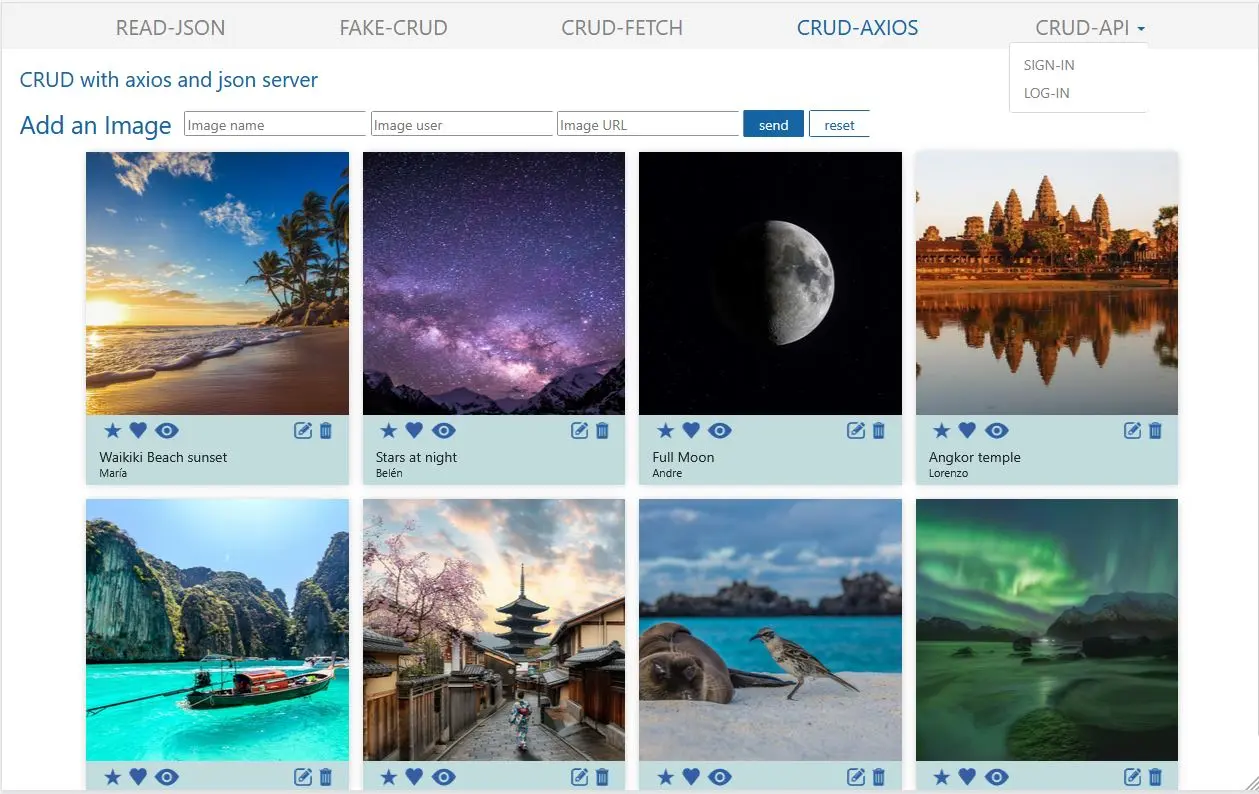 READ-JSON FAKE-CRUD CRUD-FETCH CRUD-AXIOS CRUD-API
SIGN-IN
LOG-IN
CRUD with axios and json server
Add an Image Image name Image user Image URL send reset
Waikiki Beach sunset Stars at night Full Moon Angkor temple
María Belén Andre Lorenzo